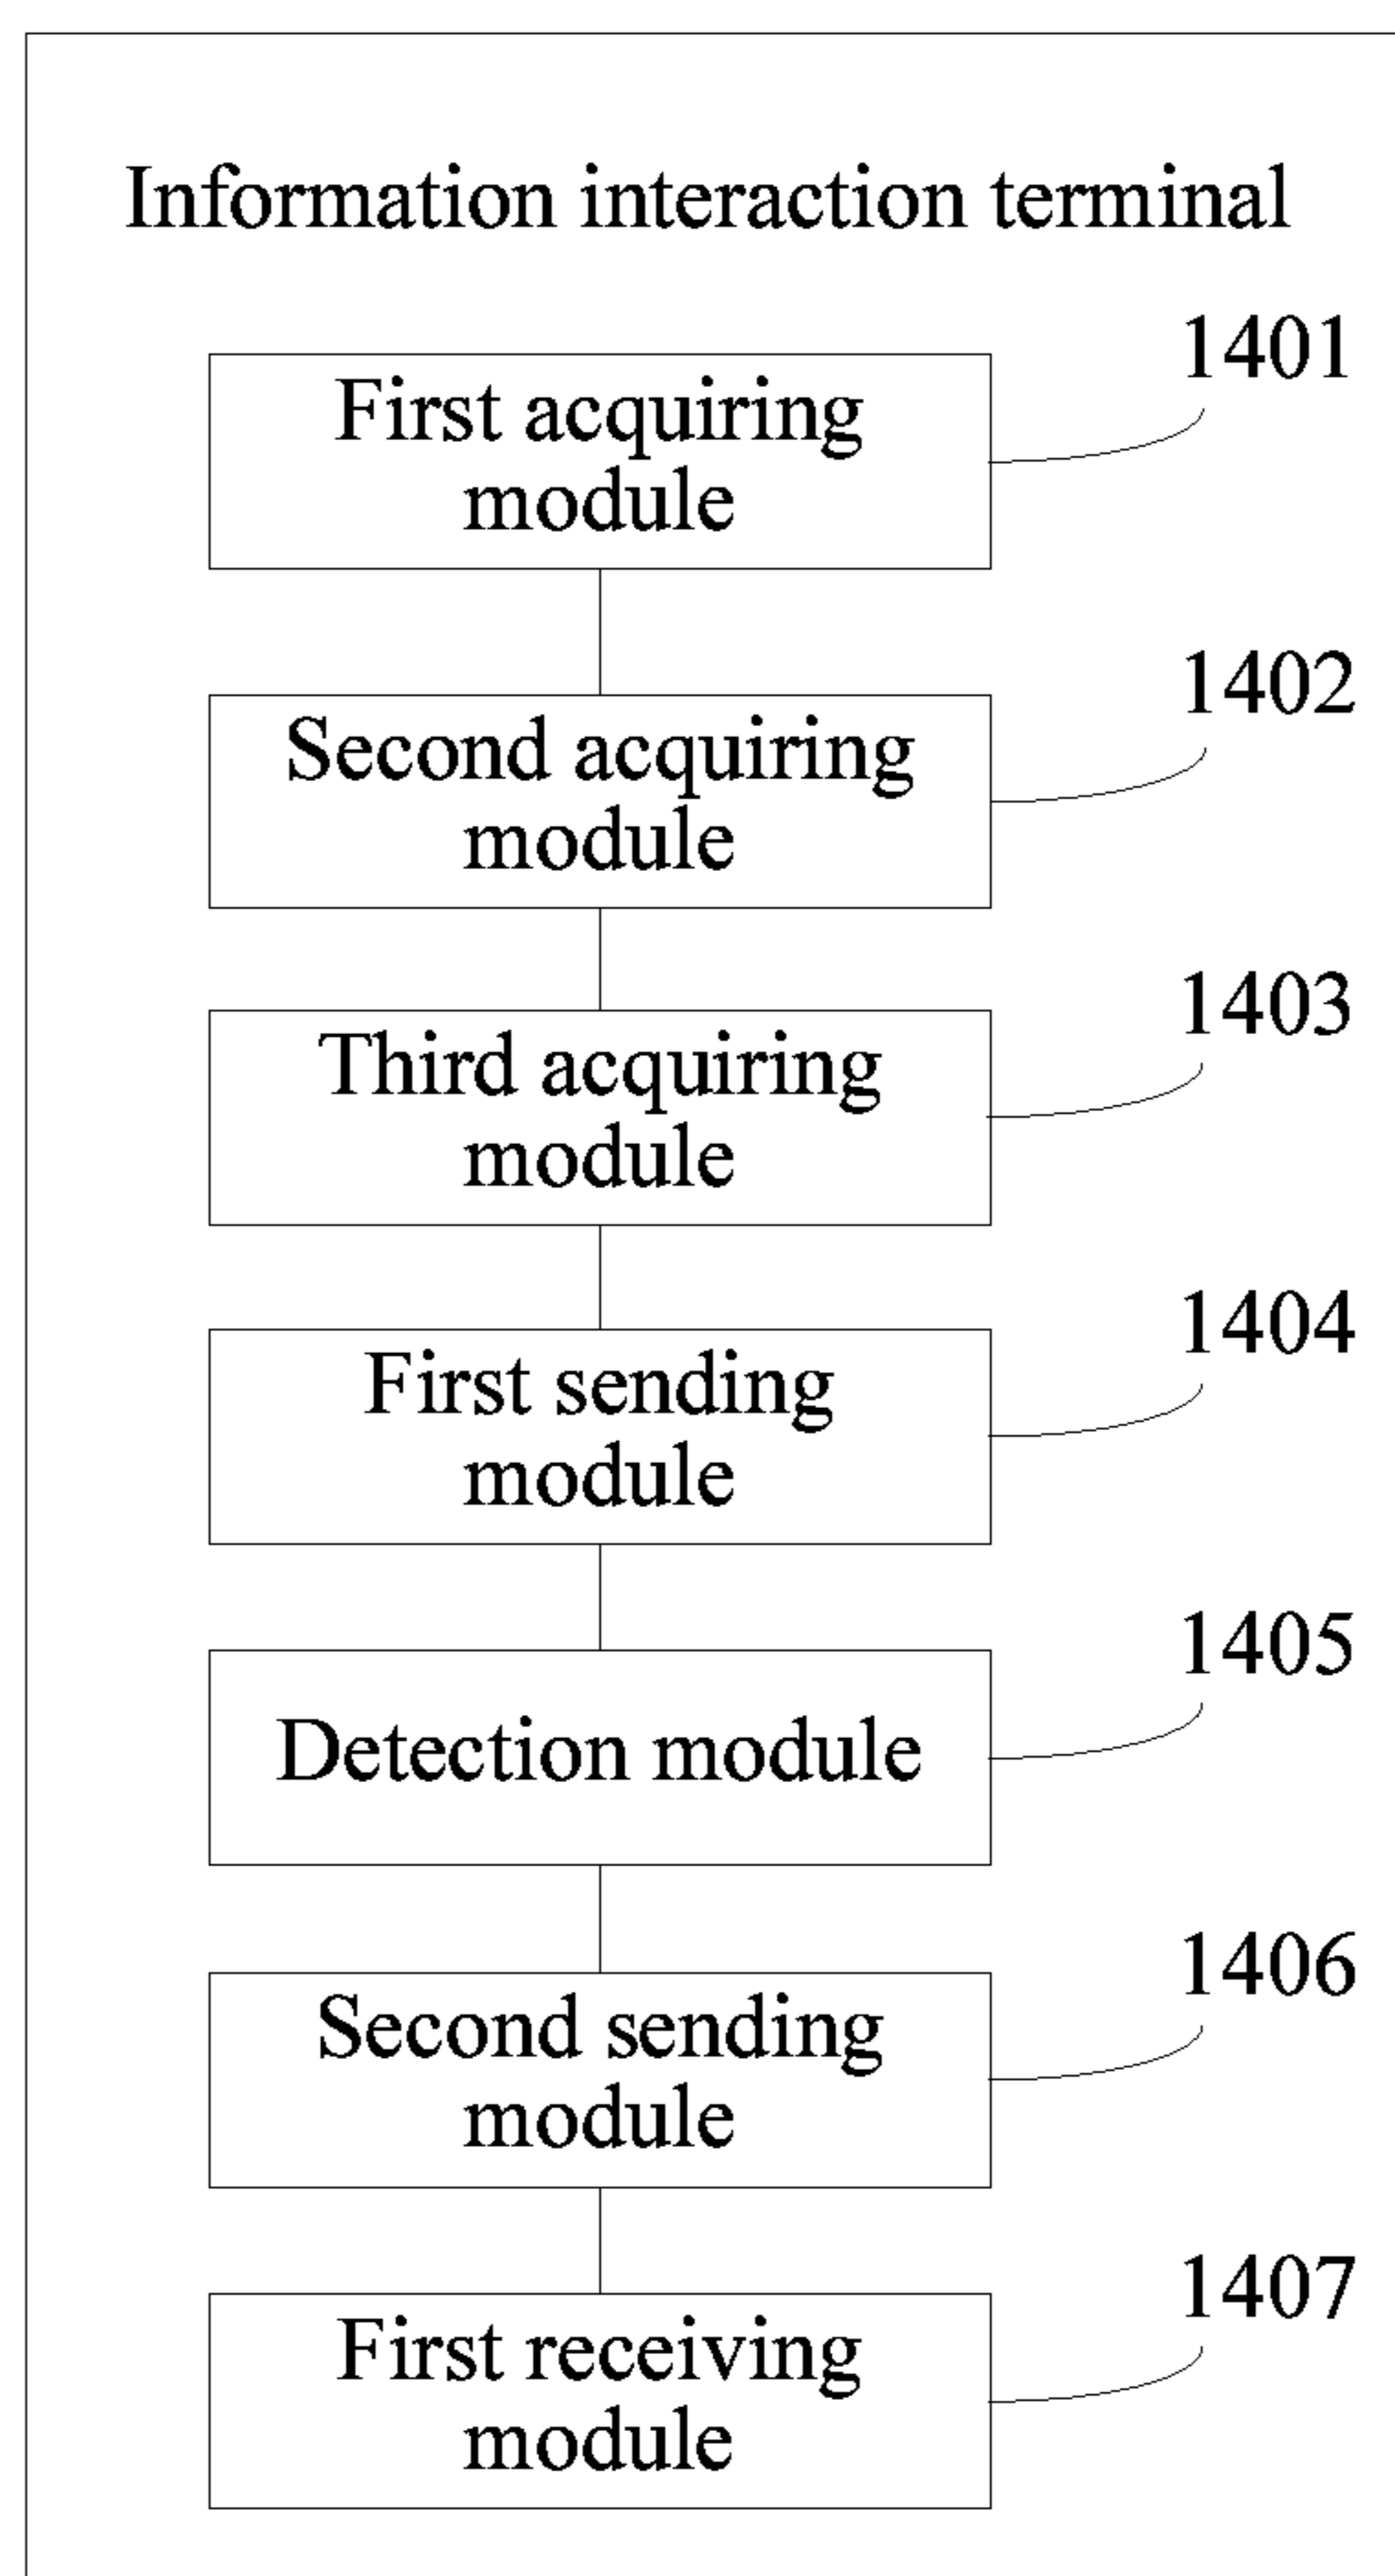 Information interaction terminal
1401
First acquiring
module
1402
Second acquiring
module
1403
Third acquiring
module
1404
First sending
module
1405
Detection module
1406
Second sending
module
1407
First receiving
module